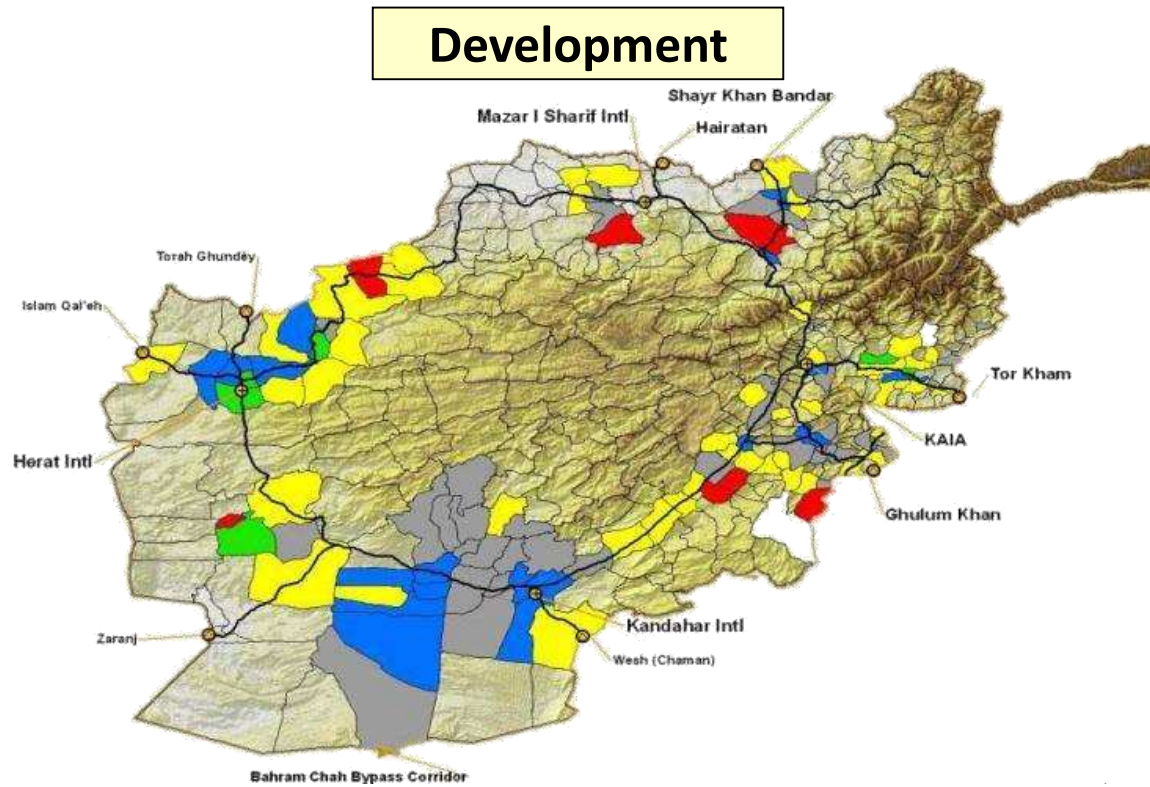 Development
Shayr Khan Bandar
Mazar I Sharif Intl
Hairatan
Torah Ghundey
Islam Qal'eh
Tor Kham
KAIA
Herat Intl
Ghulum Khan
Kandahar Intl
Zaranj
Wesh (Chaman)
Bahram Chah Bypass Corridor